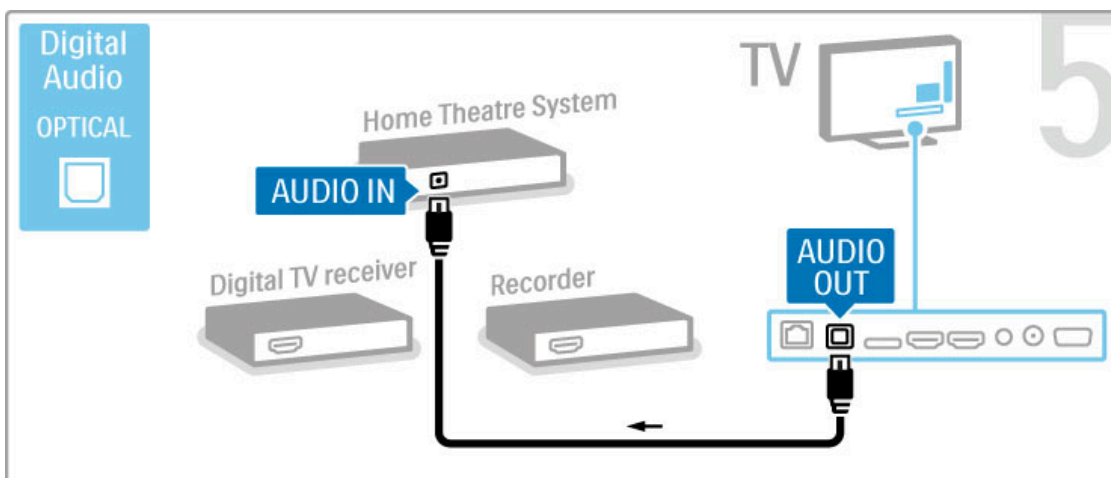 Digital
Audio
OPTICAL
TV
5
Home Theatre System
AUDIO IN
AUDIO
OUT
Digital TV receiver
Recorder